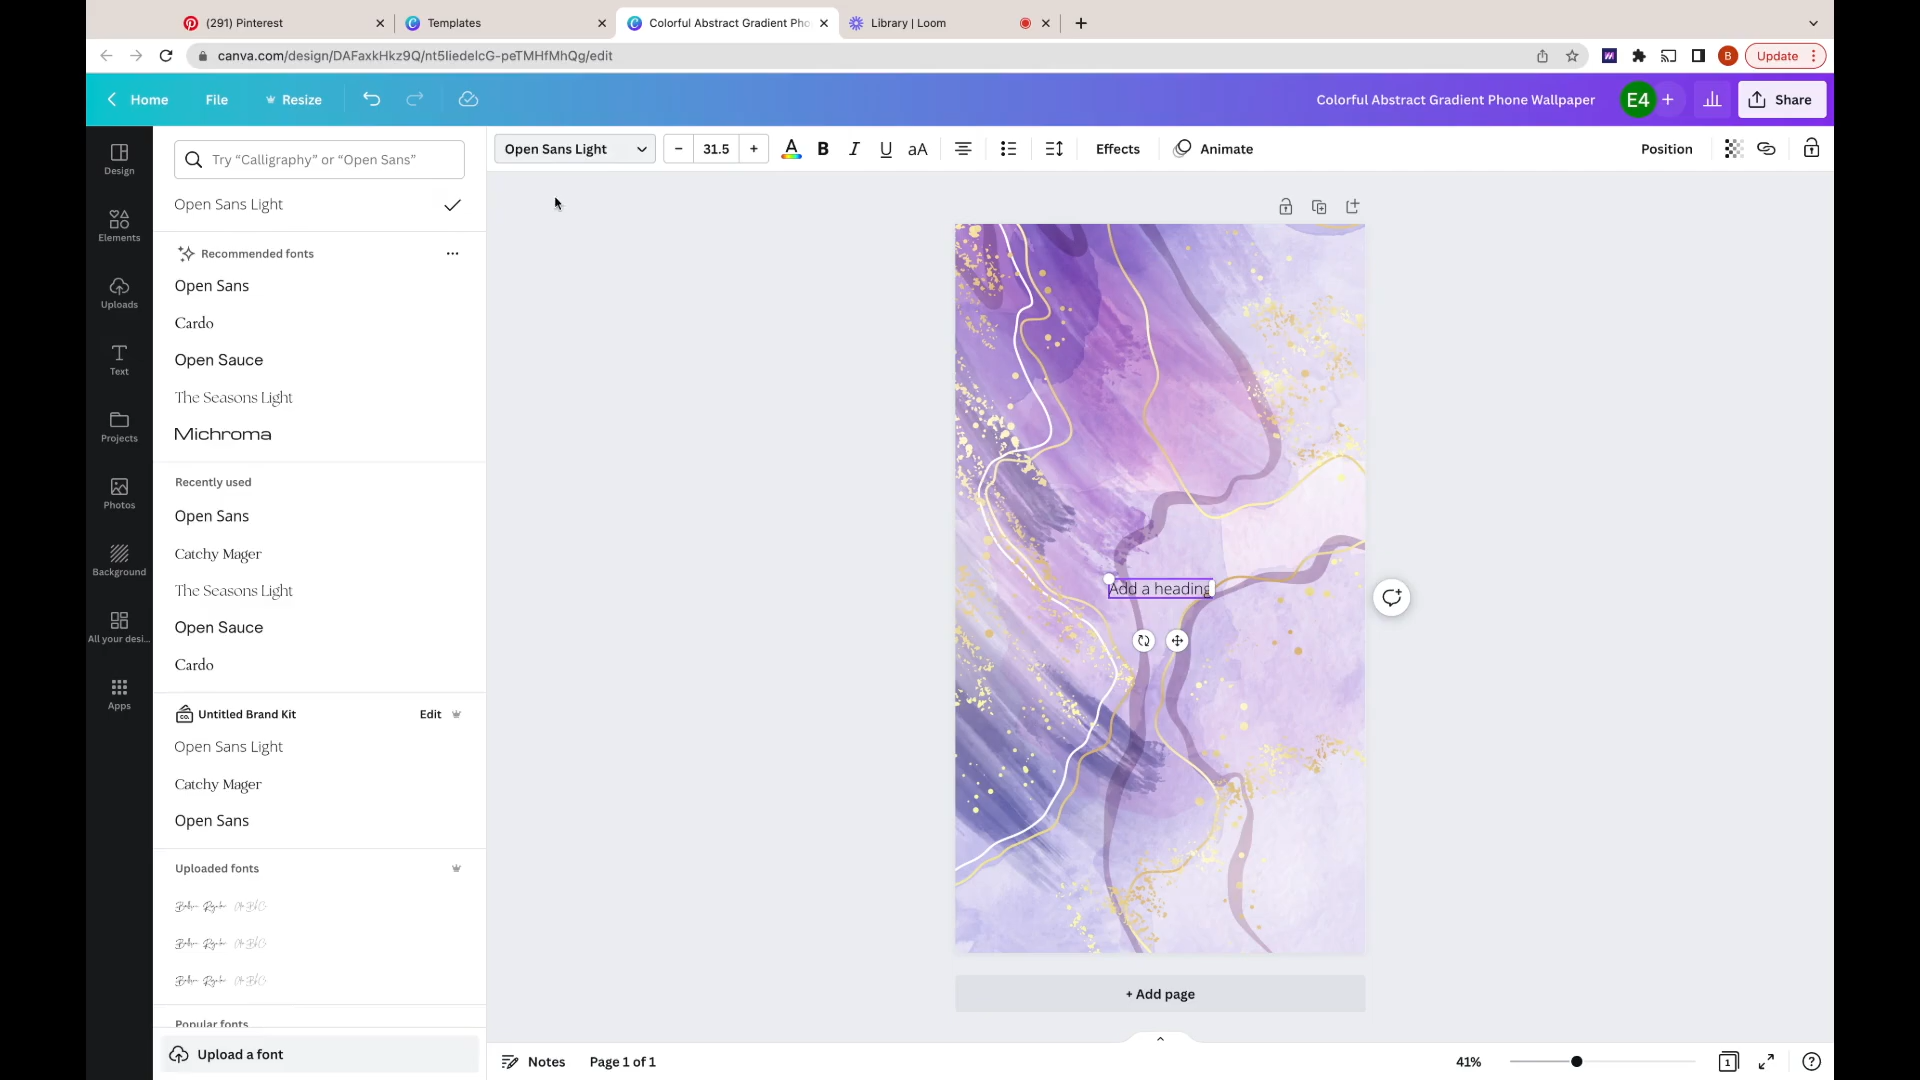 (291) Pinterest
Templates
Colorful Abstract Gradient Pho
Library | Loom
canva.com/design/DAFaxkHkz9Q/nt5IiedelcG-peTMHfMhQg/edit
B
Update
Home
File
Resize
Colorful Abstract Gradient Phone Wallpaper
E4
Share
Open Sans Light
31.5
A
B
I
U
aA
Effects
Animate
Position
Design
Elements
Uploads
Text
Projects
Photos
Background
All your desi...
Apps
Try “Calligraphy” or “Open Sans”
Open Sans Light
Recommended fonts
Open Sans
Cardo
Open Sauce
The Seasons Light
Michroma
Recently used
Open Sans
Catchy Mager
The Seasons Light
Open Sauce
Cardo
CO.
Untitled Brand Kit
Edit
Open Sans Light
Catchy Mager
Open Sans
Uploaded fonts
Popular fonts
Upload a font
Add a heading
+ Add page
Notes
Page 1 of 1
41%
1